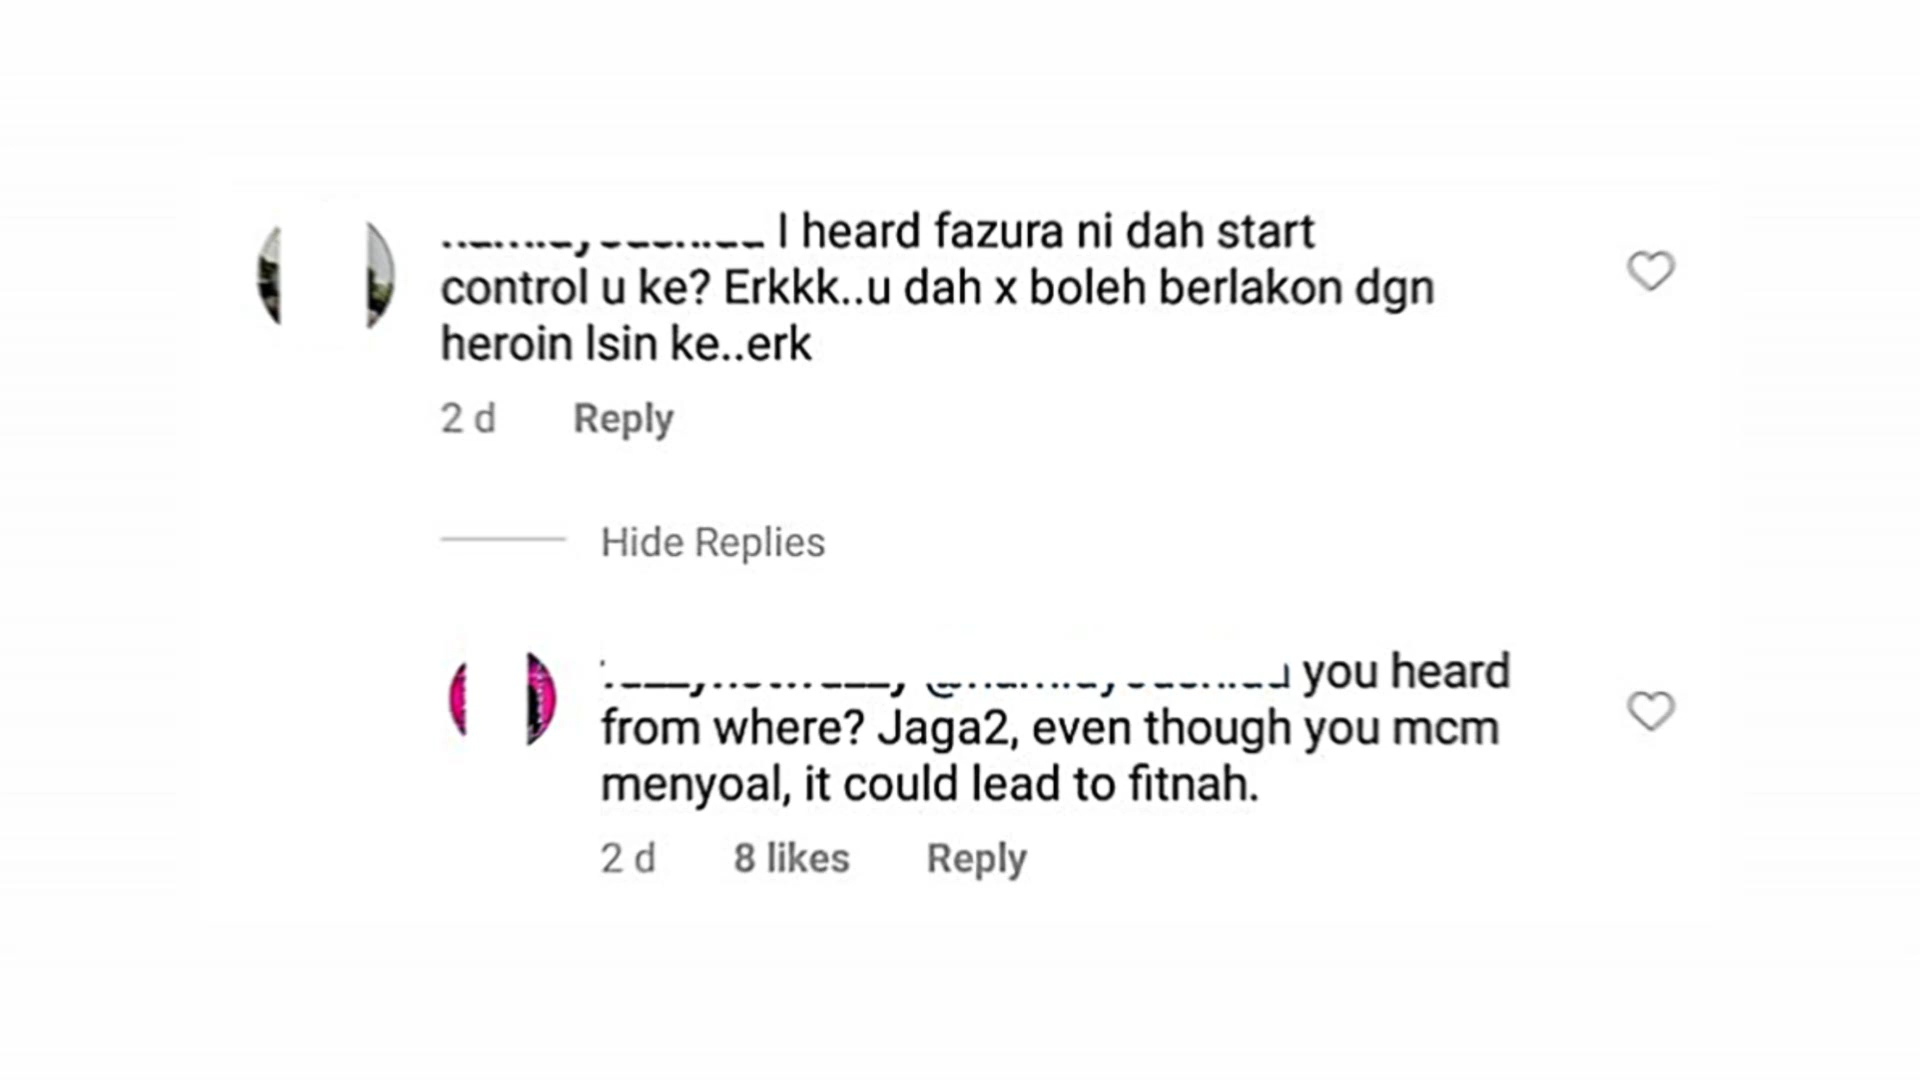 I heard fazura ni dah start
control u ke? Erkkk..u dah x boleh berlakon dgn
heroin lsin ke..erk
2 d Reply
Hide Replies
you heard
from where? Jaga2, even though you mcm
menyoal, it could lead to fitnah.
2 d 8 likes Reply